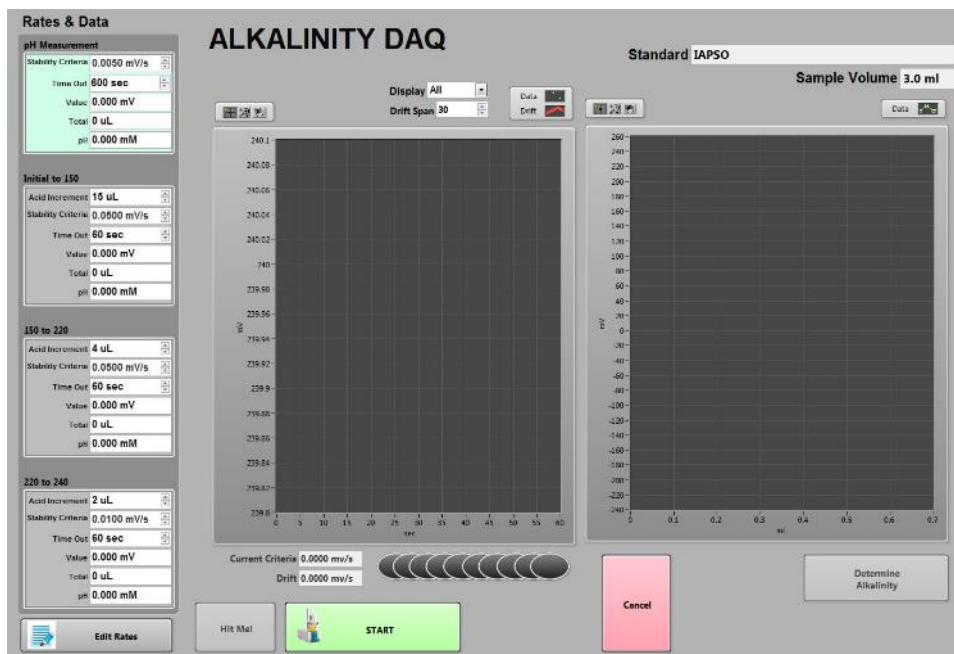 Rates & Data
pH Measurement
Stability Criteria 0.0050 mV/s
Time Out 600 sec
Value 0.000 mV
Total 0 uL
pH 0.000 mM
Initial to 150
Acid Increment 15 uL
Stability Criteria 0.0500 mV/s
Time Out 60 sec
Value 0.000 mV
Total 0 uL
pH 0.000 mM
150 to 220
Acid Increment 4 uL
Stability Criteria 0.0500 mV/s
Time Out 60 sec
Value 0.000 mV
Total 0 uL
pH 0.000 mM
220 to 240
Acid Increment 2 uL
Stability Criteria 0.0100 mV/s
Time Out 60 sec
Value 0.000 mV
Total 0 uL
pH 0.000 mM
Edit Rates
ALKALINITY DAQ
Display All
Drift Span 30
Data
Drift
240.1
240.08
240.06
240.04
240.02
240
239.98
239.96
239.94
239.92
239.9
239.88
239.86
239.84
239.82
239.8
mV
0 5 10 15 20 25 30 35 40 45 50 55 60
sec
Current Criteria 0.0000 mv/s
Drift 0.0000 mv/s
Hit Me!
START
Standard IAPSO
Sample Volume 3.0 ml
Data
260
240
220
200
180
160
140
120
100
80
60
40
20
0
-20
-40
-60
-80
-100
-120
-140
-160
-180
-200
-220
-240
mV
0 0.1 0.2 0.3 0.4 0.5 0.6 0.7
ml
Cancel
Determine
Alkalinity